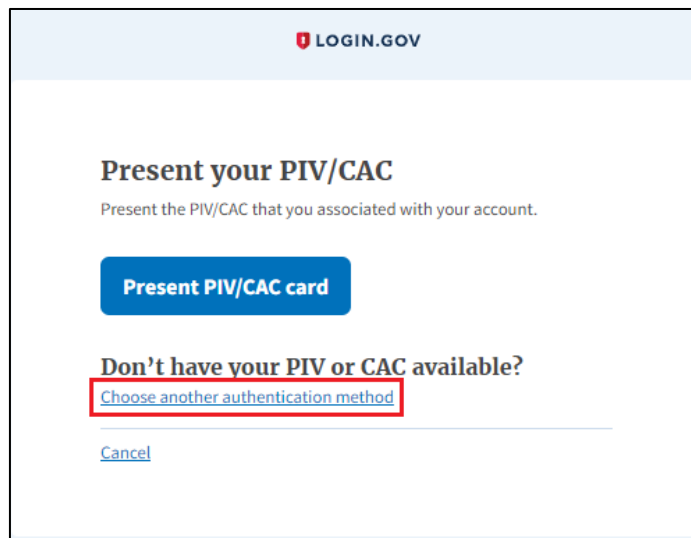 LOGIN.GOV
Present your PIV/CAC
Present the PIV/CAC that you associated with your account.
Present PIV/CAC card
Don’t have your PIV or CAC available?
Choose another authentication method
Cancel